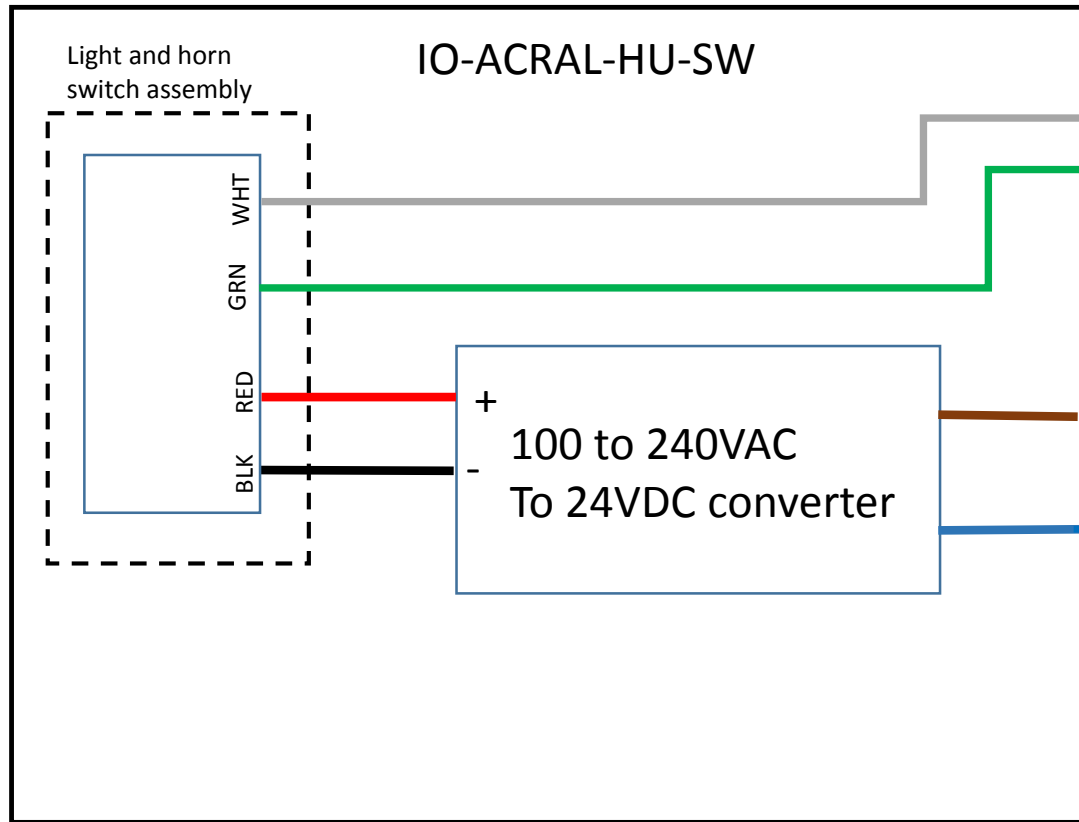 Light and horn
switch assembly
IO-ACRAL-HU-SW
WHT
GRN
RED
BLK
+
-
100 to 240VAC
To 24VDC converter